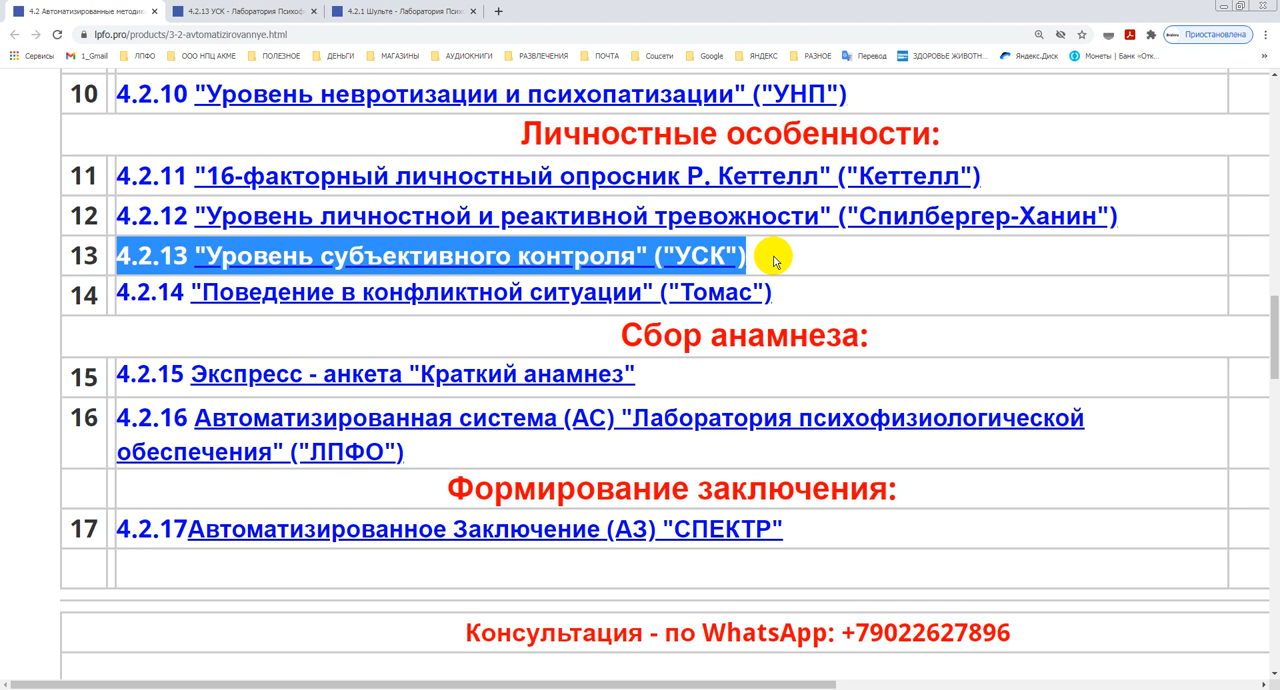 4.2 Автоматизированные методик
4.2.13 УСК - Лаборатория Психоф
4.2.1 Шульте - Лаборатория Псих
lpfo.pro/products/3-2-avtomatizirovannye.html
Приостановлена
Сервисы 1_Gmail ЛПФО ООО НПЦ АКМЕ ПОЛЕЗНОЕ ДЕНЬГИ МАГАЗИНЫ АУДИОКНИГИ РАЗВЛЕЧЕНИЯ ПОЧТА Соцсети Google ЯНДЕКС РАЗНОЕ Перевод ЗДОРОВЬЕ ЖИВОТН... Яндекс.Диск Монеты | Банк «Отк...
10 4.2.10 "Уровень невротизации и психопатизации" ("УНП")
Личностные особенности:
11 4.2.11 "16-факторный личностный опросник Р. Кеттелл" ("Кеттелл")
12 4.2.12 "Уровень личностной и реактивной тревожности" ("Спилбергер-Ханин")
13 4.2.13 "Уровень субъективного контроля" ("УСК")
14 4.2.14 "Поведение в конфликтной ситуации" ("Томас")
Сбор анамнеза:
15 4.2.15 Экспресс - анкета "Краткий анамнез"
16 4.2.16 Автоматизированная система (АС) "Лаборатория психофизиологической
обеспечения" ("ЛПФО")
Формирование заключения:
17 4.2.17Автоматизированное Заключение (АЗ) "СПЕКТР"
Консультация - по WhatsApp: +79022627896